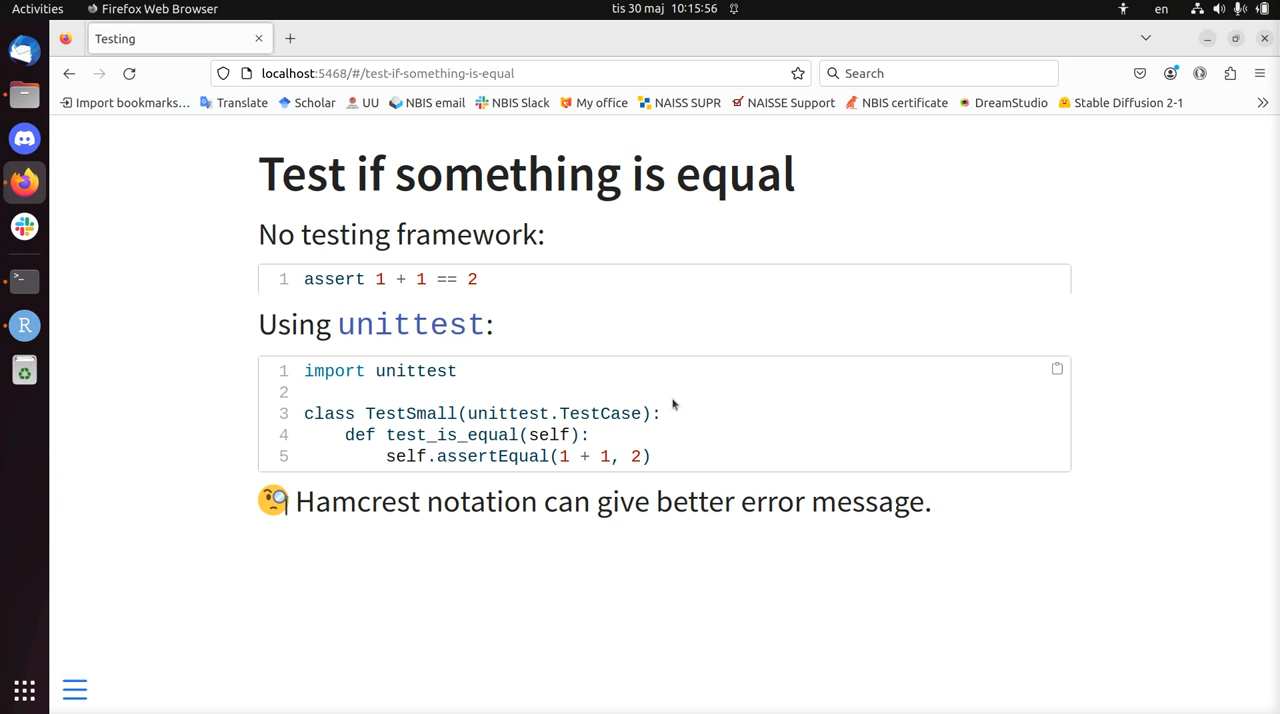 Activities
Firefox Web Browser
tis 30 maj 10:15:56
en
Testing
localhost:5468/#/test-if-something-is-equal
Search
Import bookmarks...
Translate
Scholar
UU
NBIS email
NBIS Slack
My office
NAISS SUPR
NAISSE Support
NBIS certificate
DreamStudio
Stable Diffusion 2-1
Test if something is equal
No testing framework:
1 assert 1 + 1 == 2
Using unittest:
1 import unittest
2
3 class TestSmall(unittest.TestCase):
4     def test_is_equal(self):
5         self.assertEqual(1 + 1, 2)
🧐 Hamcrest notation can give better error message.
R